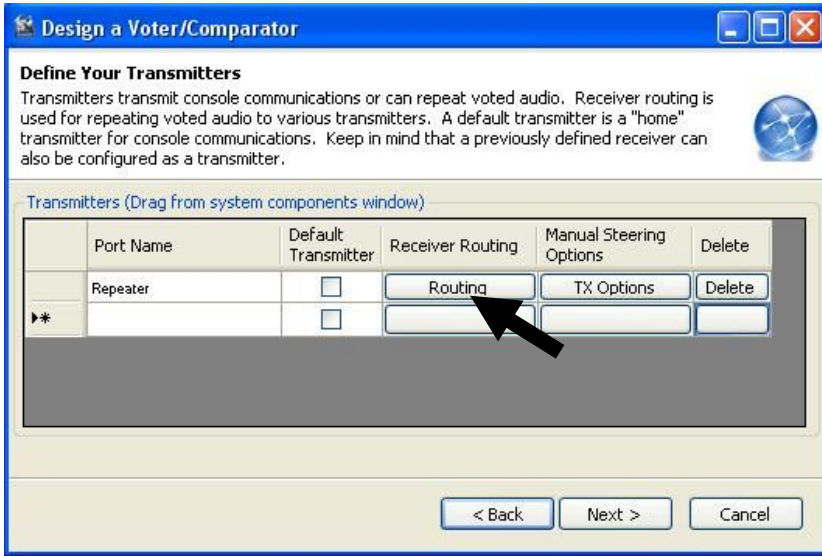 Design a Voter/Comparator
Define Your Transmitters
Transmitters transmit console communications or can repeat voted audio. Receiver routing is
used for repeating voted audio to various transmitters. A default transmitter is a "home"
transmitter for console communications. Keep in mind that a previously defined receiver can
also be configured as a transmitter.
Transmitters (Drag from system components window)
Port Name
Default
Transmitter
Receiver Routing
Manual Steering
Options
Delete
Repeater
Routing
TX Options
Delete
< Back
Next >
Cancel